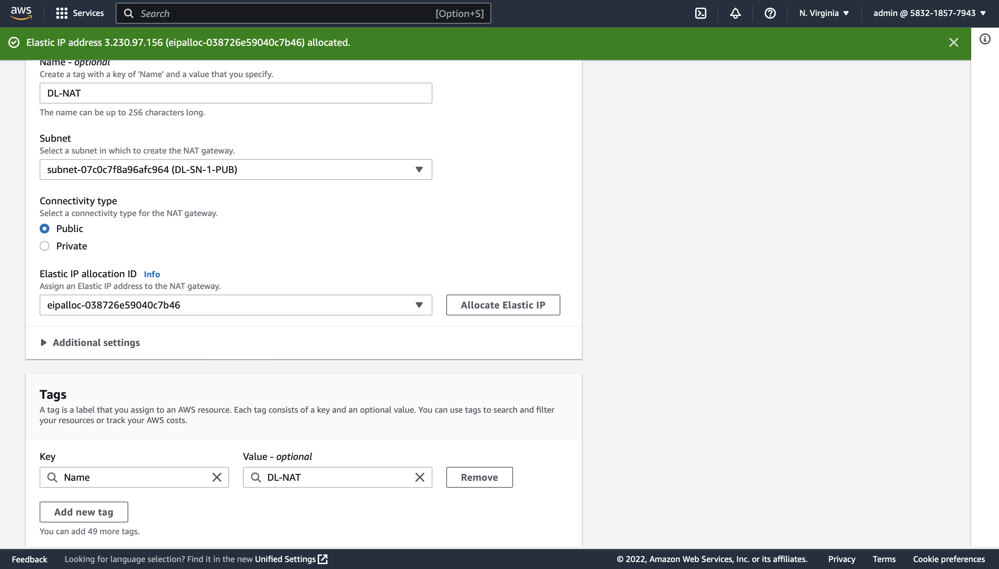 aws
Services
Search
[Option+S]
N. Virginia
admin @ 5832-1857-7943
Elastic IP address 3.230.97.156 (eipalloc-038726e59040c7b46) allocated.
Name - optional
Create a tag with a key of 'Name' and a value that you specify.
DL-NAT
The name can be up to 256 characters long.
Subnet
Select a subnet in which to create the NAT gateway.
subnet-07c0c7f8a96afc964 (DL-SN-1-PUB)
Connectivity type
Select a connectivity type for the NAT gateway.
Public
Private
Elastic IP allocation ID Info
Assign an Elastic IP address to the NAT gateway.
eipalloc-038726e59040c7b46
Allocate Elastic IP
Additional settings
Tags
A tag is a label that you assign to an AWS resource. Each tag consists of a key and an optional value. You can use tags to search and filter
your resources or track your AWS costs.
Key
Value - optional
Name
DL-NAT
Remove
Add new tag
You can add 49 more tags.
Feedback
Looking for language selection? Find it in the new Unified Settings
© 2022, Amazon Web Services, Inc. or its affiliates.
Privacy
Terms
Cookie preferences